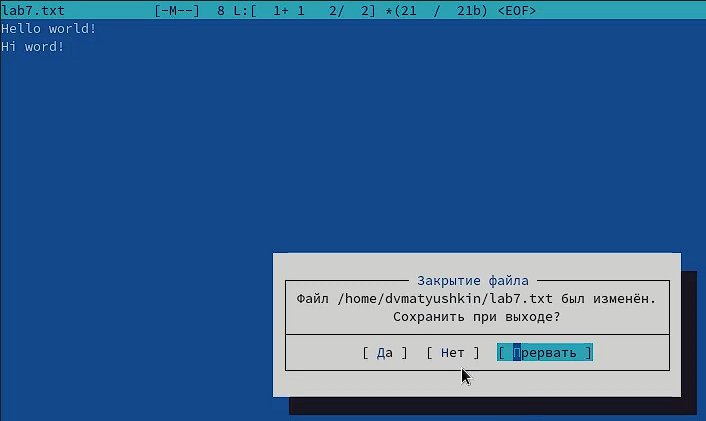 lab7.txt [-M--] 8 L:[ 1+ 1 2/ 2] *(21 / 21b) <EOF>
Hello world!
Hi word!
Закрытие файла
Файл /home/dvmatyushkin/lab7.txt был изменён.
Сохранить при выходе?
[ Да ] [ Нет ] [ Прервать ]